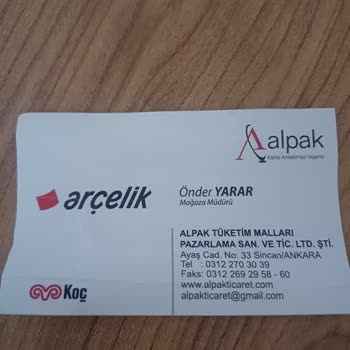 alpak
Kalite Anlatılmaz Yaşanır
arçelik
Önder YARAR
Mağaza Müdürü
ALPAK TÜKETİM MALLARI
PAZARLAMA SAN. VE TİC. LTD. ŞTİ.
Ayaş Cad. No: 33 Sincan/ANKARA
Tel : 0312 270 30 39
Faks: 0312 269 29 58 - 60
www.alpakticaret.com
alpakticaret@gmail.com
Koç